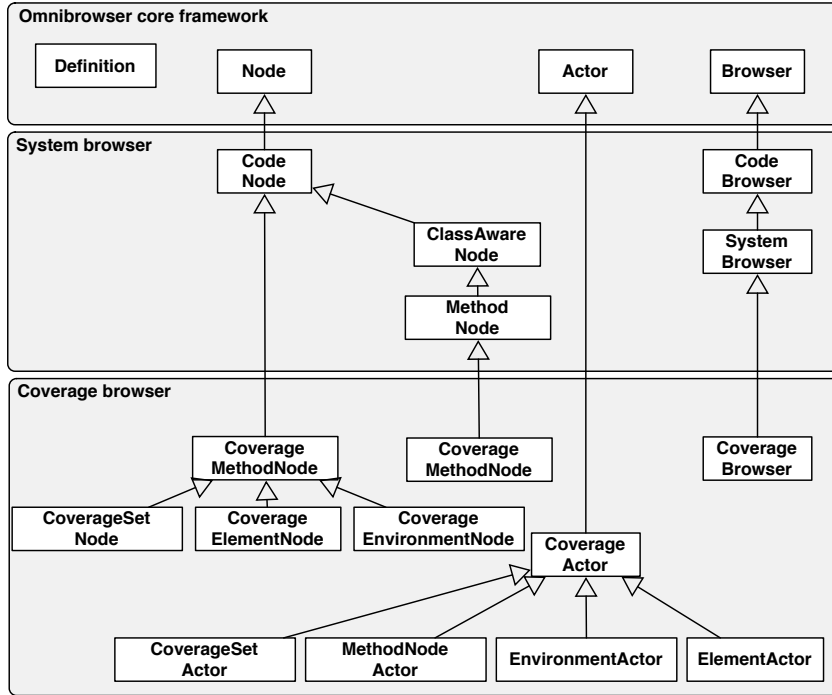 Omnibrowser core framework
Definition
Node
Actor
Browser
System browser
Code
Node
Code
Browser
ClassAware
Node
System
Browser
Method
Node
Coverage browser
Coverage
MethodNode
Coverage
MethodNode
Coverage
Browser
CoverageSet
Node
Coverage
ElementNode
Coverage
EnvironmentNode
Coverage
Actor
CoverageSet
Actor
MethodNode
Actor
EnvironmentActor
ElementActor